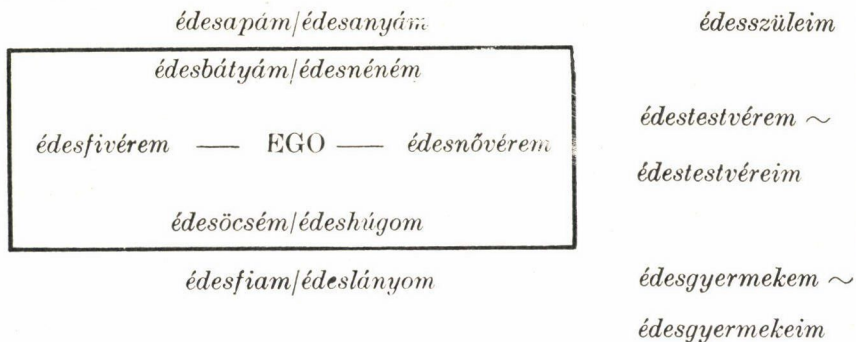 édesapám/édesanyám édesszüleim
édesbátyám/édesnéném
édestestvérem ~
édesfivérem — EGO — édesnővérem
édestestvéreim
édesöcsém/édeshúgom
édesfiam/édeslányom édesgyermekem ~
édesgyermekeim